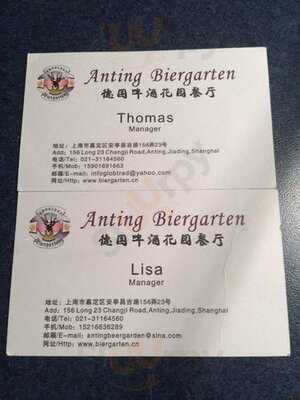 Anting Biergarten
德国啤酒花园餐厅
Thomas
Manager
地址：上海市嘉定区安亭昌吉路156弄23号
Add: 156 Long 23 Changji Road,Anting,Jiading,Shanghai
电话/Tel: 021-31164560
手机/Mob: 15901691663
邮箱/E-mail: infoglobtrad@yahoo.com
网址/Http: www.biergarten.cn
Anting Biergarten
德国啤酒花园餐厅
Lisa
Manager
地址：上海市嘉定区安亭昌吉路156弄23号
Add: 156 Long 23 Changji Road,Anting,Jiading,Shanghai
电话/Tel: 021-31164560
手机/Mob: 15216636289
邮箱/E-mail: antingbeergarten@sina.com
网址/Http: www.biergarten.cn